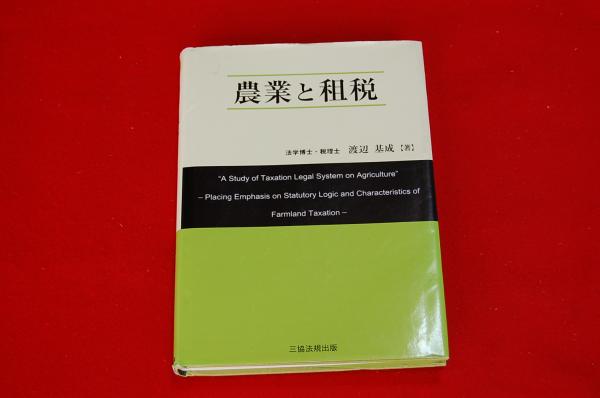 農業と租税
法学博士・税理士 渡辺 基成【著】
"A Study of Taxation Legal System on Agriculture"
– Placing Emphasis on Statutory Logic and Characteristics of
Farmland Taxation –
三協法規出版